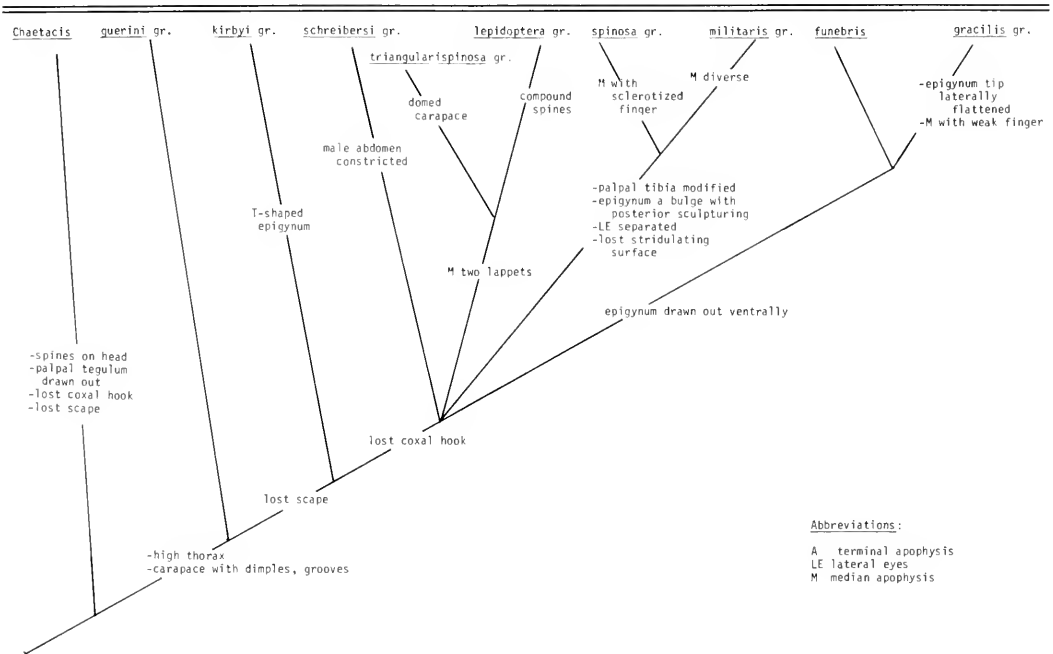 Chaetacis
guerini gr.
kirbyi gr.
schreibersi gr.
lepidoptera gr.
spinosa gr.
militaris gr.
funebris
gracilis gr.
triangularispinosa gr.
domed
carapace
compound
spines
M with
sclerotized
finger
M diverse
-epigynum tip
laterally
flattened
-M with weak finger
male abdomen
constricted
T-shaped
epigynum
-palpal tibia modified
-epigynum a bulge with
posterior sculpturing
-LE separated
-lost stridulating
surface
M two lappets
epigynum drawn out ventrally
-spines on head
-palpal tegulum
drawn out
-lost coxal hook
-lost scape
lost coxal hook
lost scape
-high thorax
-carapace with dimples, grooves
Abbreviations:
A terminal apophysis
LE lateral eyes
M median apophysis